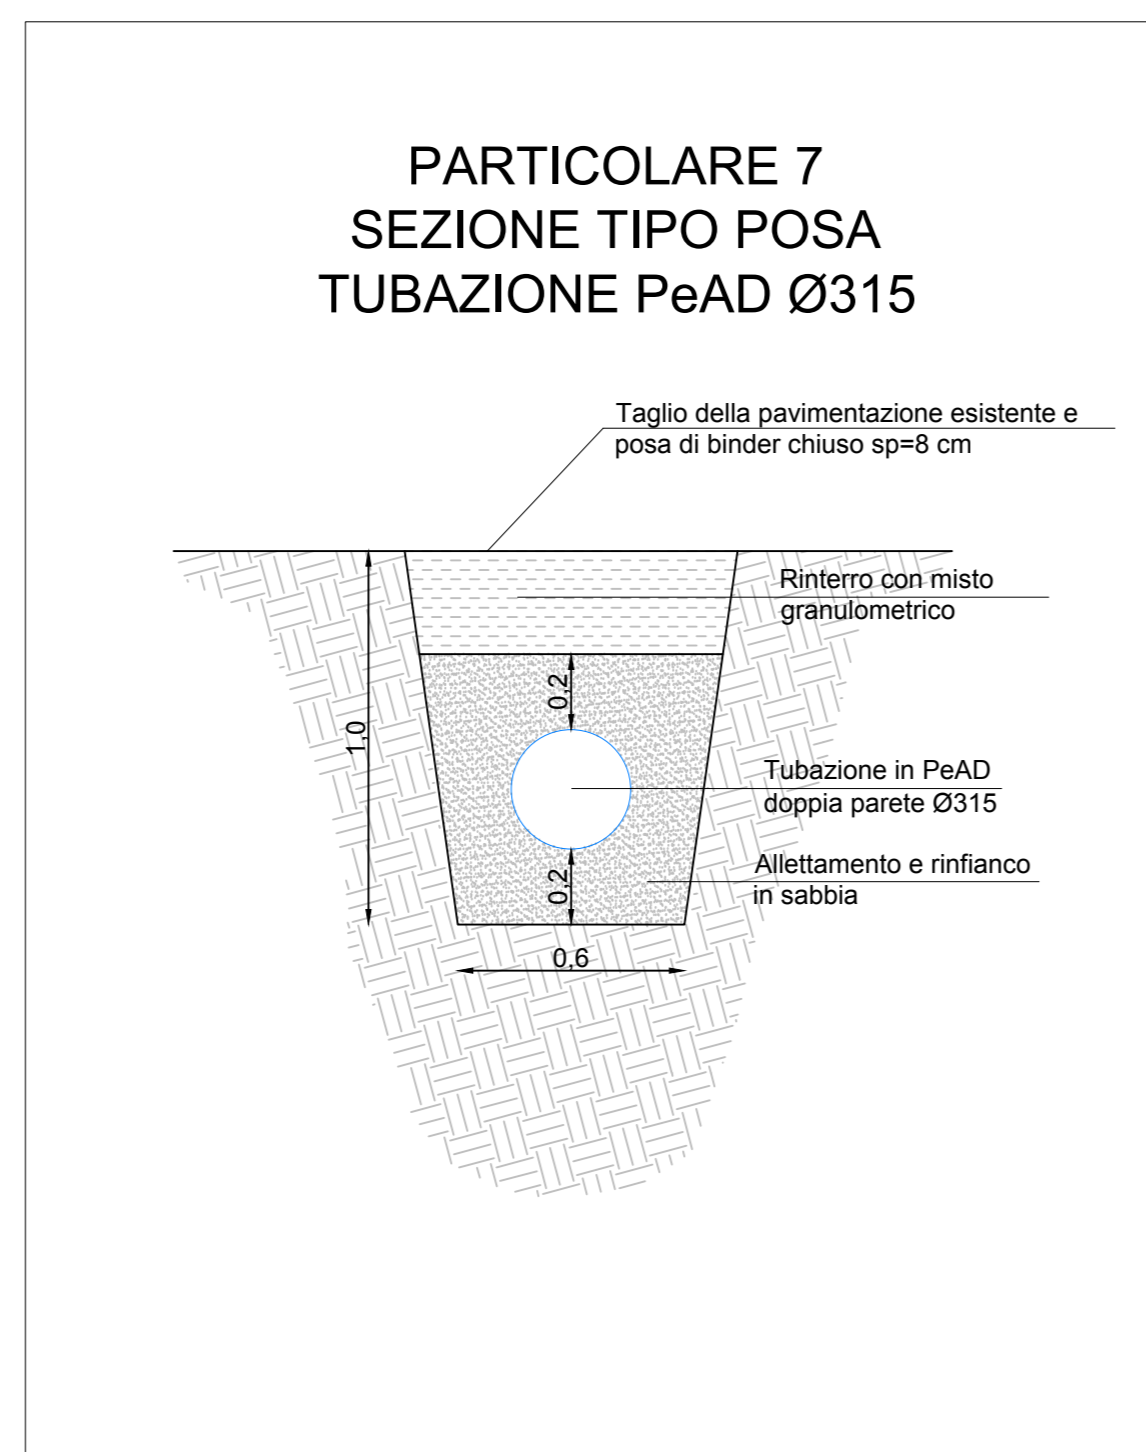 PARTICOLARE 7
SEZIONE TIPO POSA
TUBAZIONE PeAD Ø315
Taglio della pavimentazione esistente e
posa di binder chiuso sp=8 cm
Rinterro con misto
granulometrico
0,2
1,0
Tubazione in PeAD
doppia parete Ø315
Allettamento e rinfianco
in sabbia
0,2
0,6